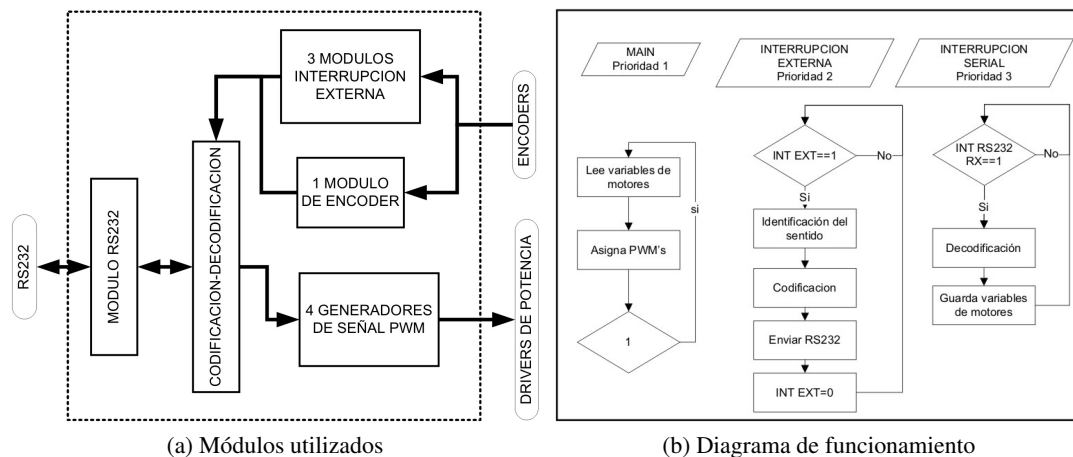 3 MODULOS
INTERRUPCION
EXTERNA
1 MODULO
DE ENCODER
ENCODERS
CODIFICACION-DECODIFICACION
MODULO RS232
RS232
4 GENERADORES
DE SEÑAL PWM
DRIVERS DE POTENCIA
(a) Módulos utilizados
MAIN
Prioridad 1
Lee variables de
motores
si
Asigna PWM's
1
INTERRUPCION
EXTERNA
Prioridad 2
INT EXT==1
No
Si
Identificación del
sentido
Codificacion
Enviar RS232
INT EXT=0
INTERRUPCION
SERIAL
Prioridad 3
INT RS232
RX==1
No
Si
Decodificación
Guarda variables
de motores
(b) Diagrama de funcionamiento